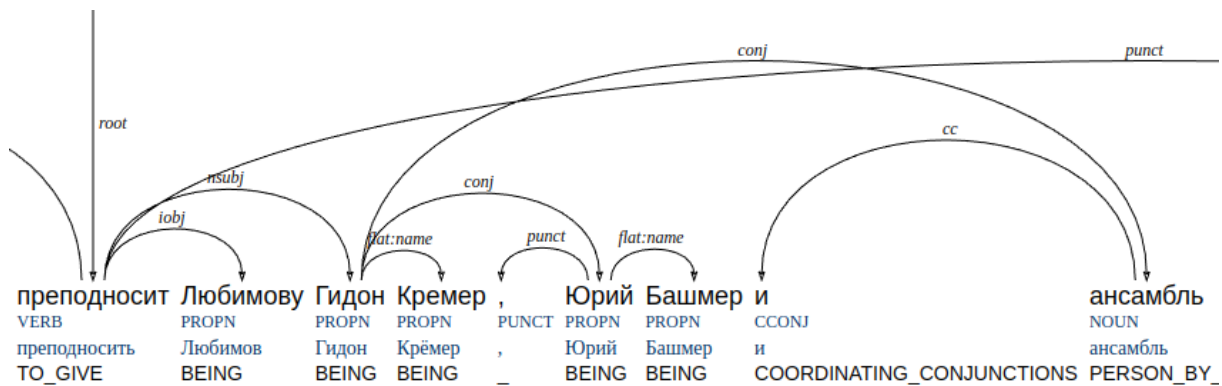 conj punct
root
cc
nsubj conj
iobj
flat:name punct flat:name
преподносит Любимову Гидон Кремер , Юрий Башмер и ансамбль
VERB PROPN PROPN PROPN PUNCT PROPN PROPN CCONJ NOUN
преподносить Любимов Гидон Крёмер , Юрий Башмер и ансамбль
TO_GIVE BEING BEING BEING _ BEING BEING COORDINATING_CONJUNCTIONS PERSON_BY_